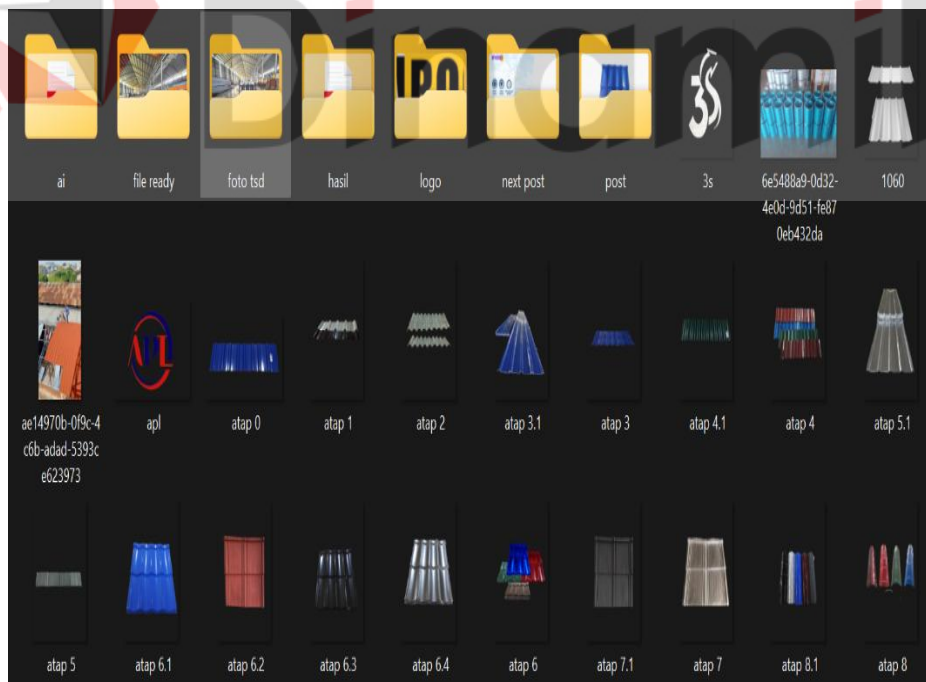 Dinamik
ai
file ready
foto tsd
hasil
logo
next post
post
3s
6e5488a9-0d32-
4e0d-9d51-fe87
0eb432da
1060
ae14970b-0f9c-4
c6b-adad-5393c
e623973
apl
atap 0
atap 1
atap 2
atap 3.1
atap 3
atap 4.1
atap 4
atap 5.1
atap 5
atap 6.1
atap 6.2
atap 6.3
atap 6.4
atap 6
atap 7.1
atap 7
atap 8.1
atap 8
3S
APL